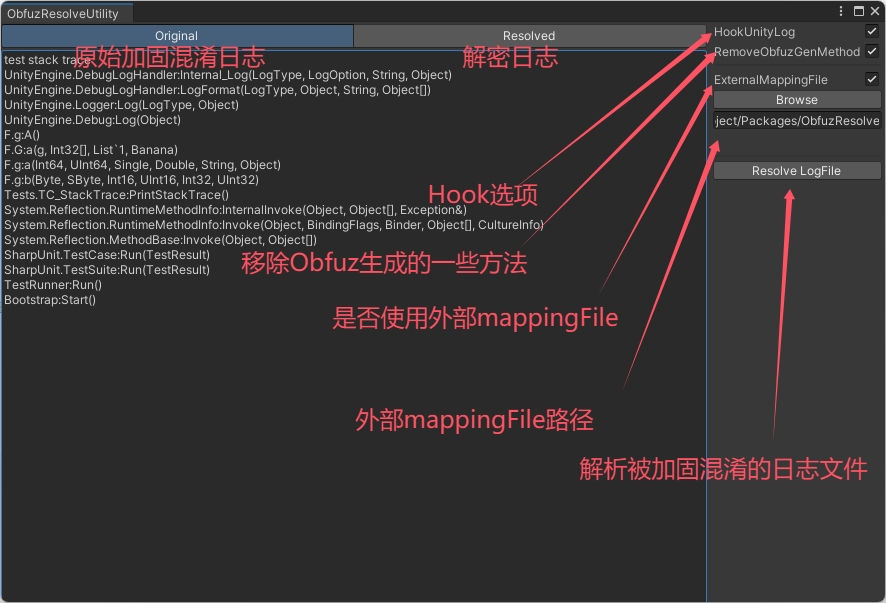 ObfuzResolveUtility
Original
Resolved
HookUnityLog
原始加固混淆日志
解密日志
RemoveObfuzGenMethod
test stack trace
UnityEngine.DebugLogHandler:Internal_Log(LogType, LogOption, String, Object)
UnityEngine.DebugLogHandler:LogFormat(LogType, Object, String, Object[])
UnityEngine.Logger:Log(LogType, Object)
UnityEngine.Debug:Log(Object)
F.g:A()
F.G:a(g, Int32[], List`1, Banana)
F.g:a(Int64, UInt64, Single, Double, String, Object)
F.g:b(Byte, SByte, Int16, UInt16, Int32, UInt32)
Tests.TC_StackTrace:PrintStackTrace()
System.Reflection.RuntimeMethodInfo:InternalInvoke(Object, Object[], Exception&)
System.Reflection.RuntimeMethodInfo:Invoke(Object, BindingFlags, Binder, Object[], CultureInfo)
System.Reflection.MethodBase:Invoke(Object, Object[])
SharpUnit.TestCase:Run(TestResult)
SharpUnit.TestSuite:Run(TestResult)
TestRunner:Run()
Bootstrap:Start()
ExternalMappingFile
Browse
ject/Packages/ObfuzResolve
Resolve LogFile
Hook选项
移除Obfuz生成的一些方法
是否使用外部mappingFile
外部mappingFile路径
解析被加固混淆的日志文件